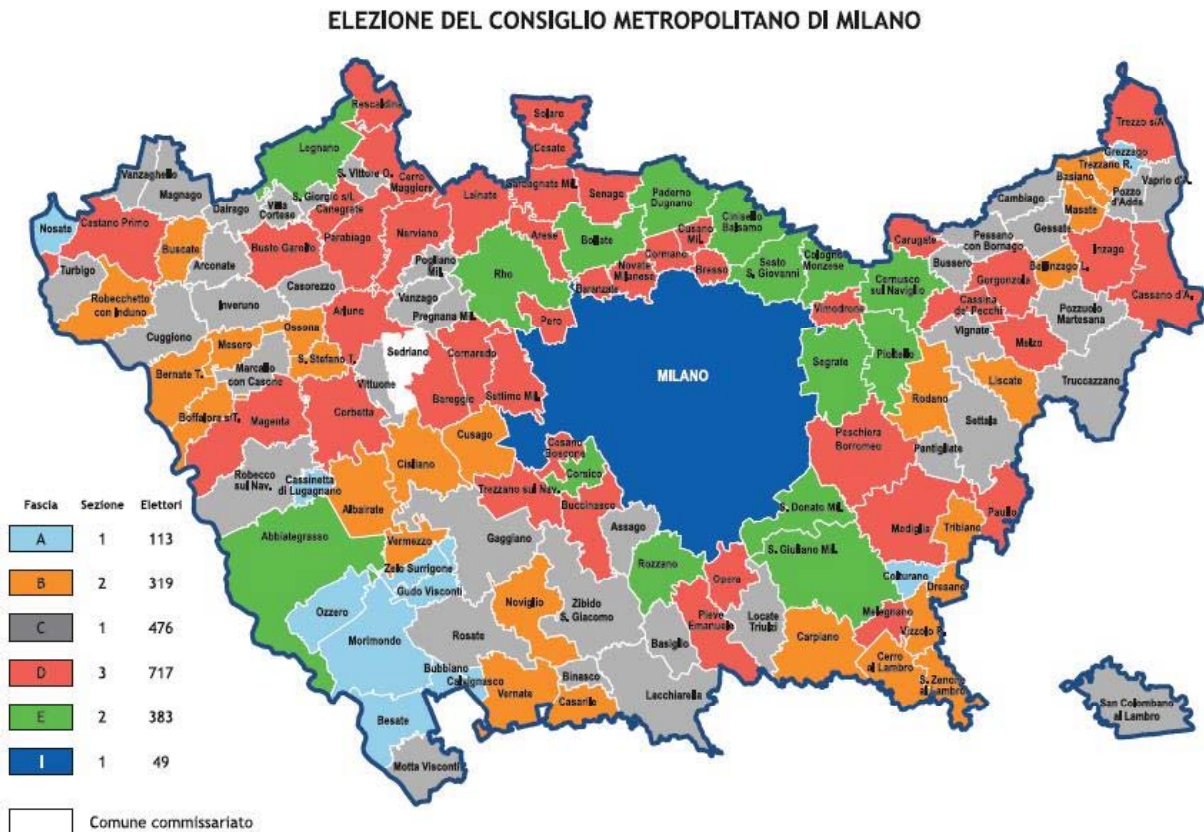 ELEZIONE DEL CONSIGLIO METROPOLITANO DI MILANO
Rescaldina
Solaro
Legnano
Cesate
Trezzo s/A
Grezzago
Trezzano R.
Vanzaghello
S. Vittore O.
Cerro
Maggiore
Basiano
Magnago
S. Giorgio s/L
Lainate
Garbagnate Mil.
Senago
Paderno
Dugnano
Pozzo
d'Adda
Vaprio d'A.
Dairago
Villa
Cortese
Canegrate
Cambiago
Masate
Nosate
Castano Primo
Cinisello
Balsamo
Gessate
Buscate
Busto Garolfo
Parabiago
Nerviano
Arese
Bollate
Cusano
Mil.
Carugate
Pessano
con Bornago
Inzago
Arconate
Pogliano
Mil.
Cormano
Sesto
S. Giovanni
Cologno
Monzese
Bussero
Bellinzago L.
Turbigo
Casorezzo
Rho
Novate
Milanese
Bresso
Cernusco
sul Naviglio
Gorgonzola
Robecchetto
con Induno
Inveruno
Vanzago
Baranzate
Cassina
de' Pecchi
Cassano d'A.
Arluno
Pregnana Mil.
Pero
Vimodrone
Pozzuolo
Martesana
Cuggiono
Ossona
Vignate
Mesero
Sedriano
Cornaredo
Melzo
Bernate T.
S. Stefano T.
Segrate
Pioltello
Marcallo
con Casone
Vittuone
MILANO
Liscate
Truccazzano
Bareggio
Settimo Mil.
Rodano
Boffalora s/T.
Magenta
Corbetta
Settala
Cusago
Peschiera
Borromeo
Cesano
Boscone
Pantigliate
Robecco
sul Nav.
Cassinetta
di Lugagnano
Cisliano
Corsico
Trezzano sul Nav.
Buccinasco
S. Donato Mil.
Mediglia
Paullo
Albairate
Tribiano
Abbiategrasso
Vermezzo
Gaggiano
Assago
S. Giuliano Mil.
Zelo Surrigone
Rozzano
Colturano
Gudo Visconti
Opera
Dresano
Ozzero
Noviglio
Zibido
S. Giacomo
Pieve
Emanuele
Locate
Triulzi
Melegnano
Morimondo
Rosate
Carpiano
Vizzolo P.
Basiglio
Cerro
al Lambro
Bubbiano
Calvignasco
Binasco
S. Zenone
al Lambro
Vernate
Casarile
Lacchiarella
Besate
San Colombano
al Lambro
Motta Visconti
Fascia Sezione Elettori
A 1 113
B 2 319
C 1 476
D 3 717
E 2 383
I 1 49
Comune commissariato